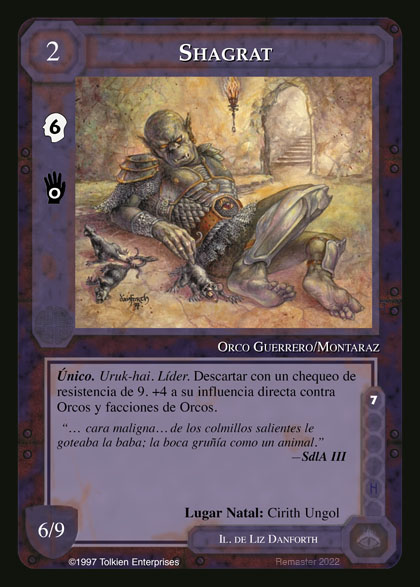 2
SHAGRAT
6
0
ORCO GUERRERO/MONTARAZ
Único. Uruk-hai. Líder. Descartar con un chequeo de
resistencia de 9. +4 a su influencia directa contra
Orcos y facciones de Orcos.
7
“… cara maligna… de los colmillos salientes le
goteaba la baba; la boca gruñía como un animal.”
–SdlA III
H
Lugar Natal: Cirith Ungol
6/9
IL. DE LIZ DANFORTH
©1997 Tolkien Enterprises
Remaster 2022